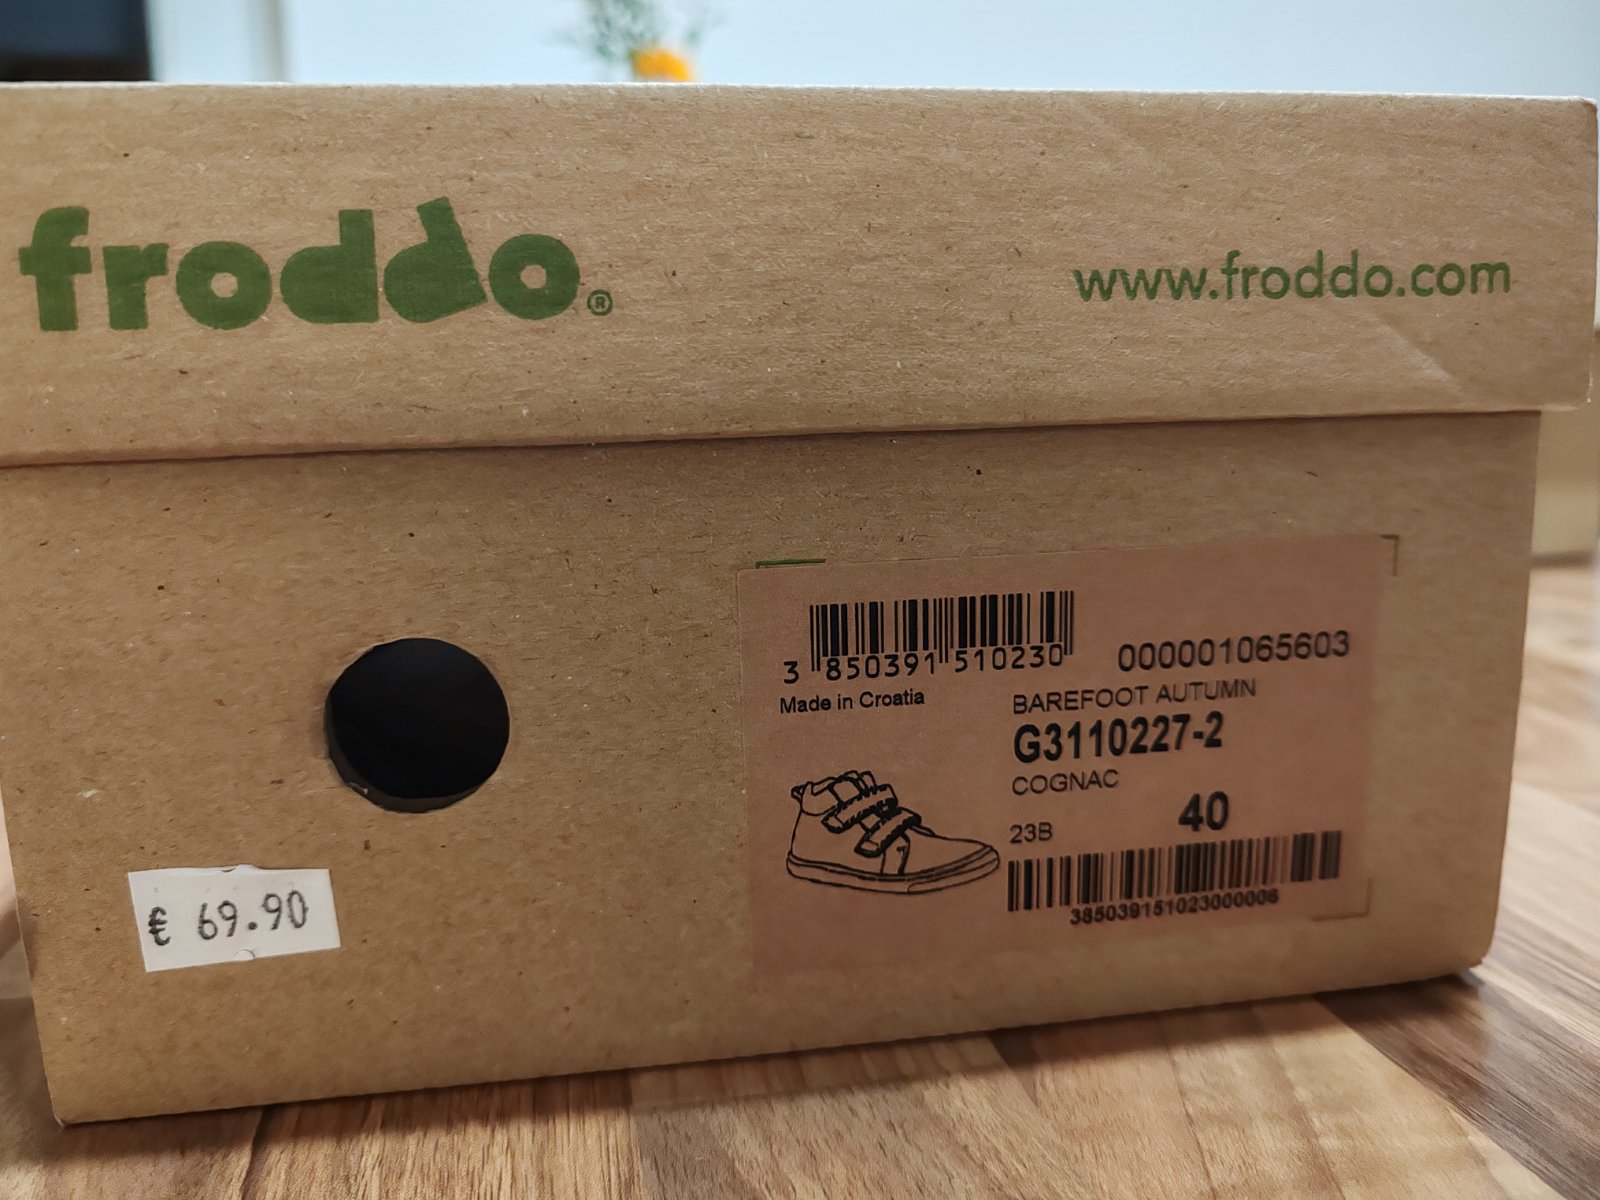 froddo®
www.froddo.com
3 850391 510230
000001065603
Made in Croatia
BAREFOOT AUTUMN
G3110227-2
COGNAC
23B
40
385039151023000006
€ 69.90